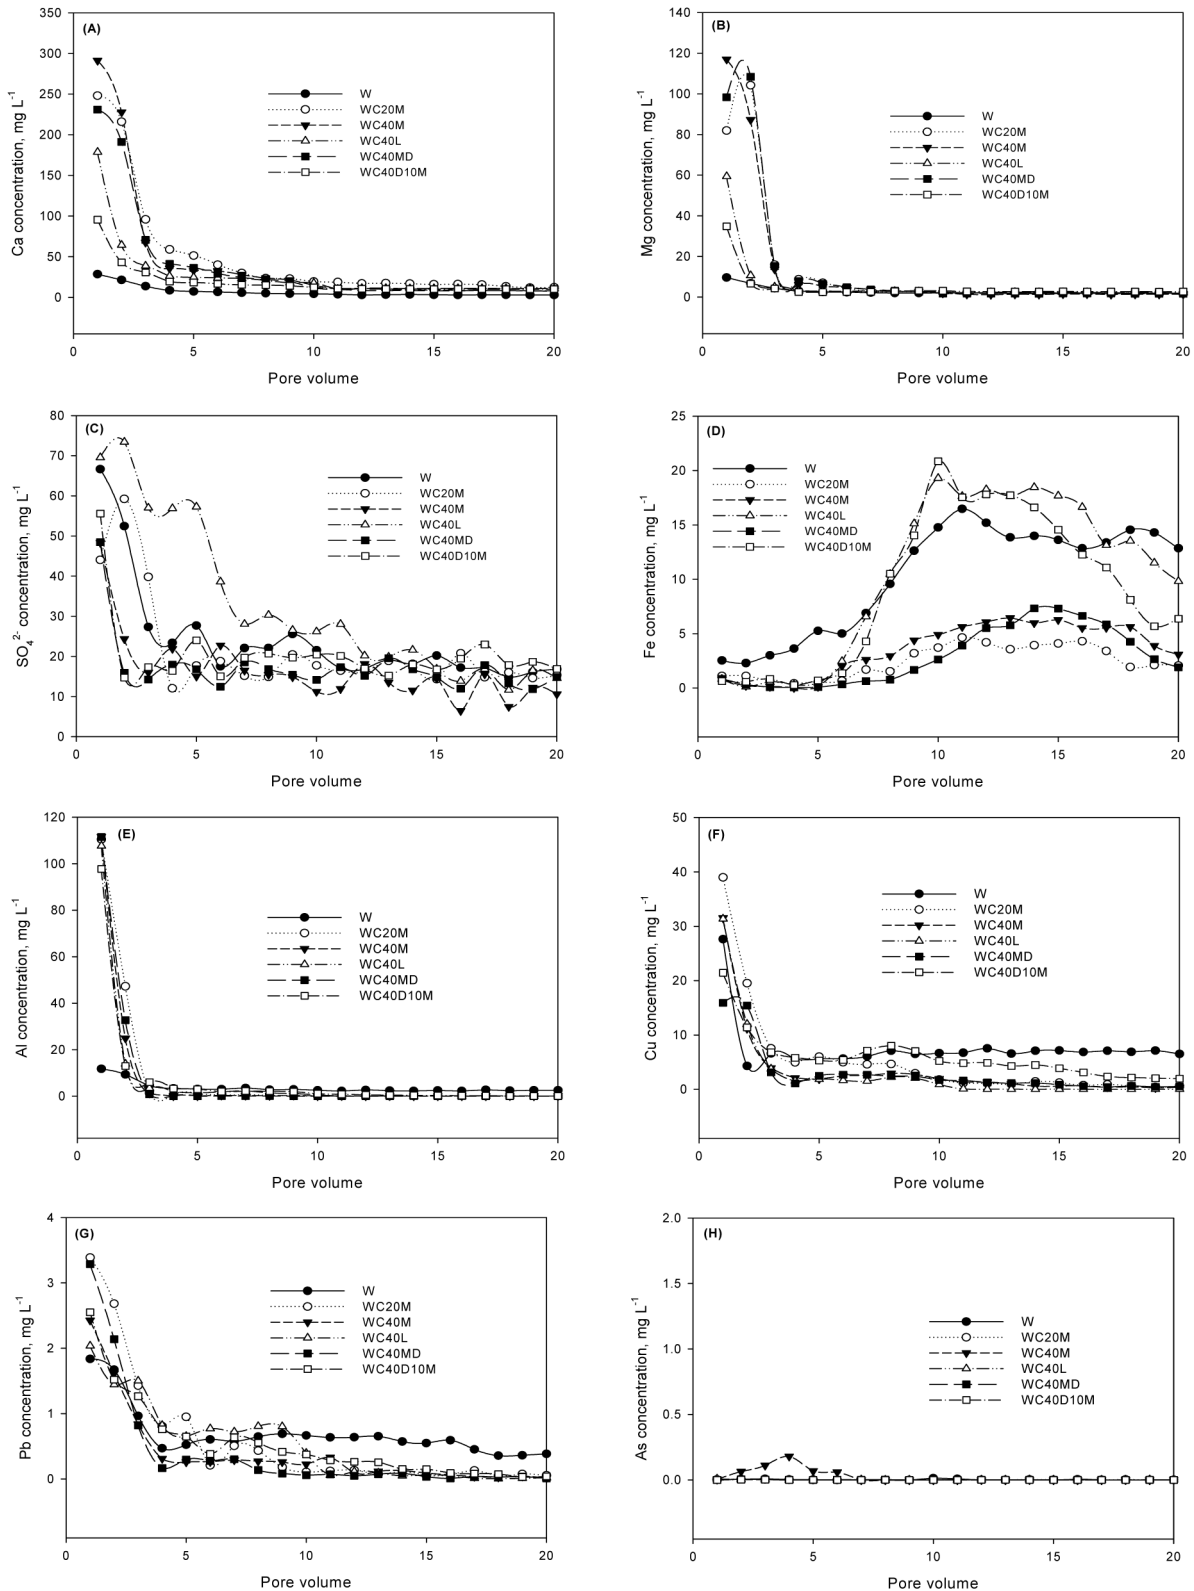 (A)
Ca concentration, mg L⁻¹
350
300
250
200
150
100
50
0
W
WC20M
WC40M
WC40L
WC40MD
WC40D10M
0 5 10 15 20
Pore volume
(B)
Mg concentration, mg L⁻¹
140
120
100
80
60
40
20
0
W
WC20M
WC40M
WC40L
WC40MD
WC40D10M
0 5 10 15 20
Pore volume
(C)
SO₄²⁻ concentration, mg L⁻¹
80
70
60
50
40
30
20
10
0
W
WC20M
WC40M
WC40L
WC40MD
WC40D10M
0 5 10 15 20
Pore volume
(D)
Fe concentration, mg L⁻¹
25
20
15
10
5
0
W
WC20M
WC40M
WC40L
WC40MD
WC40D10M
0 5 10 15 20
Pore volume
(E)
Al concentration, mg L⁻¹
120
100
80
60
40
20
0
W
WC20M
WC40M
WC40L
WC40MD
WC40D10M
0 5 10 15 20
Pore volume
(F)
Cu concentration, mg L⁻¹
50
40
30
20
10
0
W
WC20M
WC40M
WC40L
WC40MD
WC40D10M
0 5 10 15 20
Pore volume
(G)
Pb concentration, mg L⁻¹
4
3
2
1
0
W
WC20M
WC40M
WC40L
WC40MD
WC40D10M
0 5 10 15 20
Pore volume
(H)
As concentration, mg L⁻¹
2.0
1.5
1.0
0.5
0.0
W
WC20M
WC40M
WC40L
WC40MD
WC40D10M
0 5 10 15 20
Pore volume